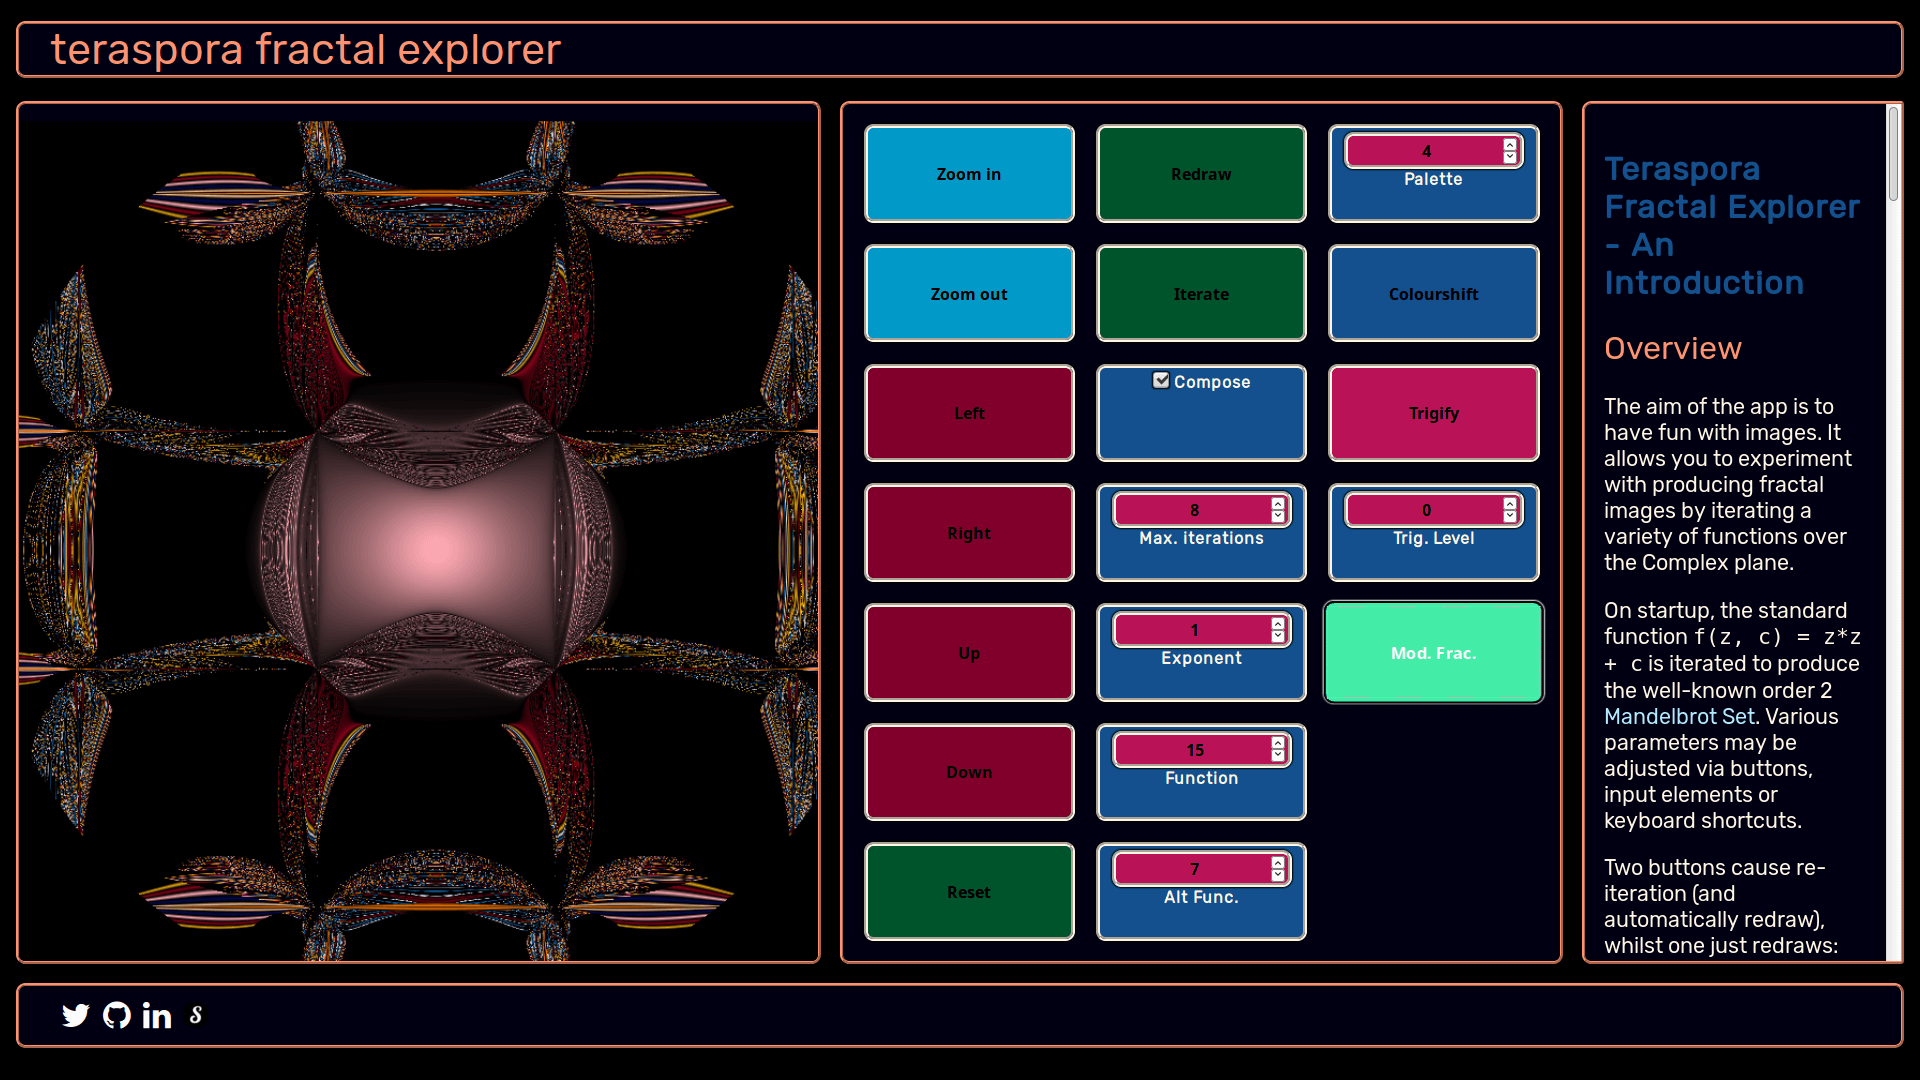 teraspora fractal explorer
Zoom in
Redraw
4
Palette
Zoom out
Iterate
Colourshift
Left
Compose
Trigify
Right
8
Max. iterations
0
Trig. Level
Up
1
Exponent
Mod. Frac.
Down
15
Function
Reset
7
Alt Func.
Teraspora
Fractal Explorer
- An
Introduction
Overview
The aim of the app is to
have fun with images. It
allows you to experiment
with producing fractal
images by iterating a
variety of functions over
the Complex plane.
On startup, the standard
function f(z, c) = z*z
+ c is iterated to produce
the well-known order 2
Mandelbrot Set. Various
parameters may be
adjusted via buttons,
input elements or
keyboard shortcuts.
Two buttons cause re-
iteration (and
automatically redraw),
whilst one just redraws:
in
S